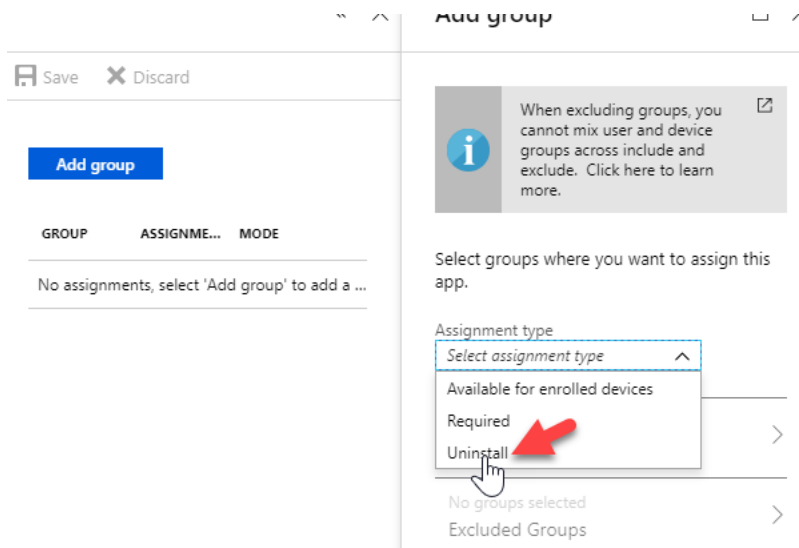 Add group
Save
Discard
Add group
GROUP ASSIGNME... MODE
No assignments, select 'Add group' to add a ...
When excluding groups, you
cannot mix user and device
groups across include and
exclude. Click here to learn
more.
Select groups where you want to assign this
app.
Assignment type
Select assignment type
Available for enrolled devices
Required
Uninstall
No groups selected
Excluded Groups